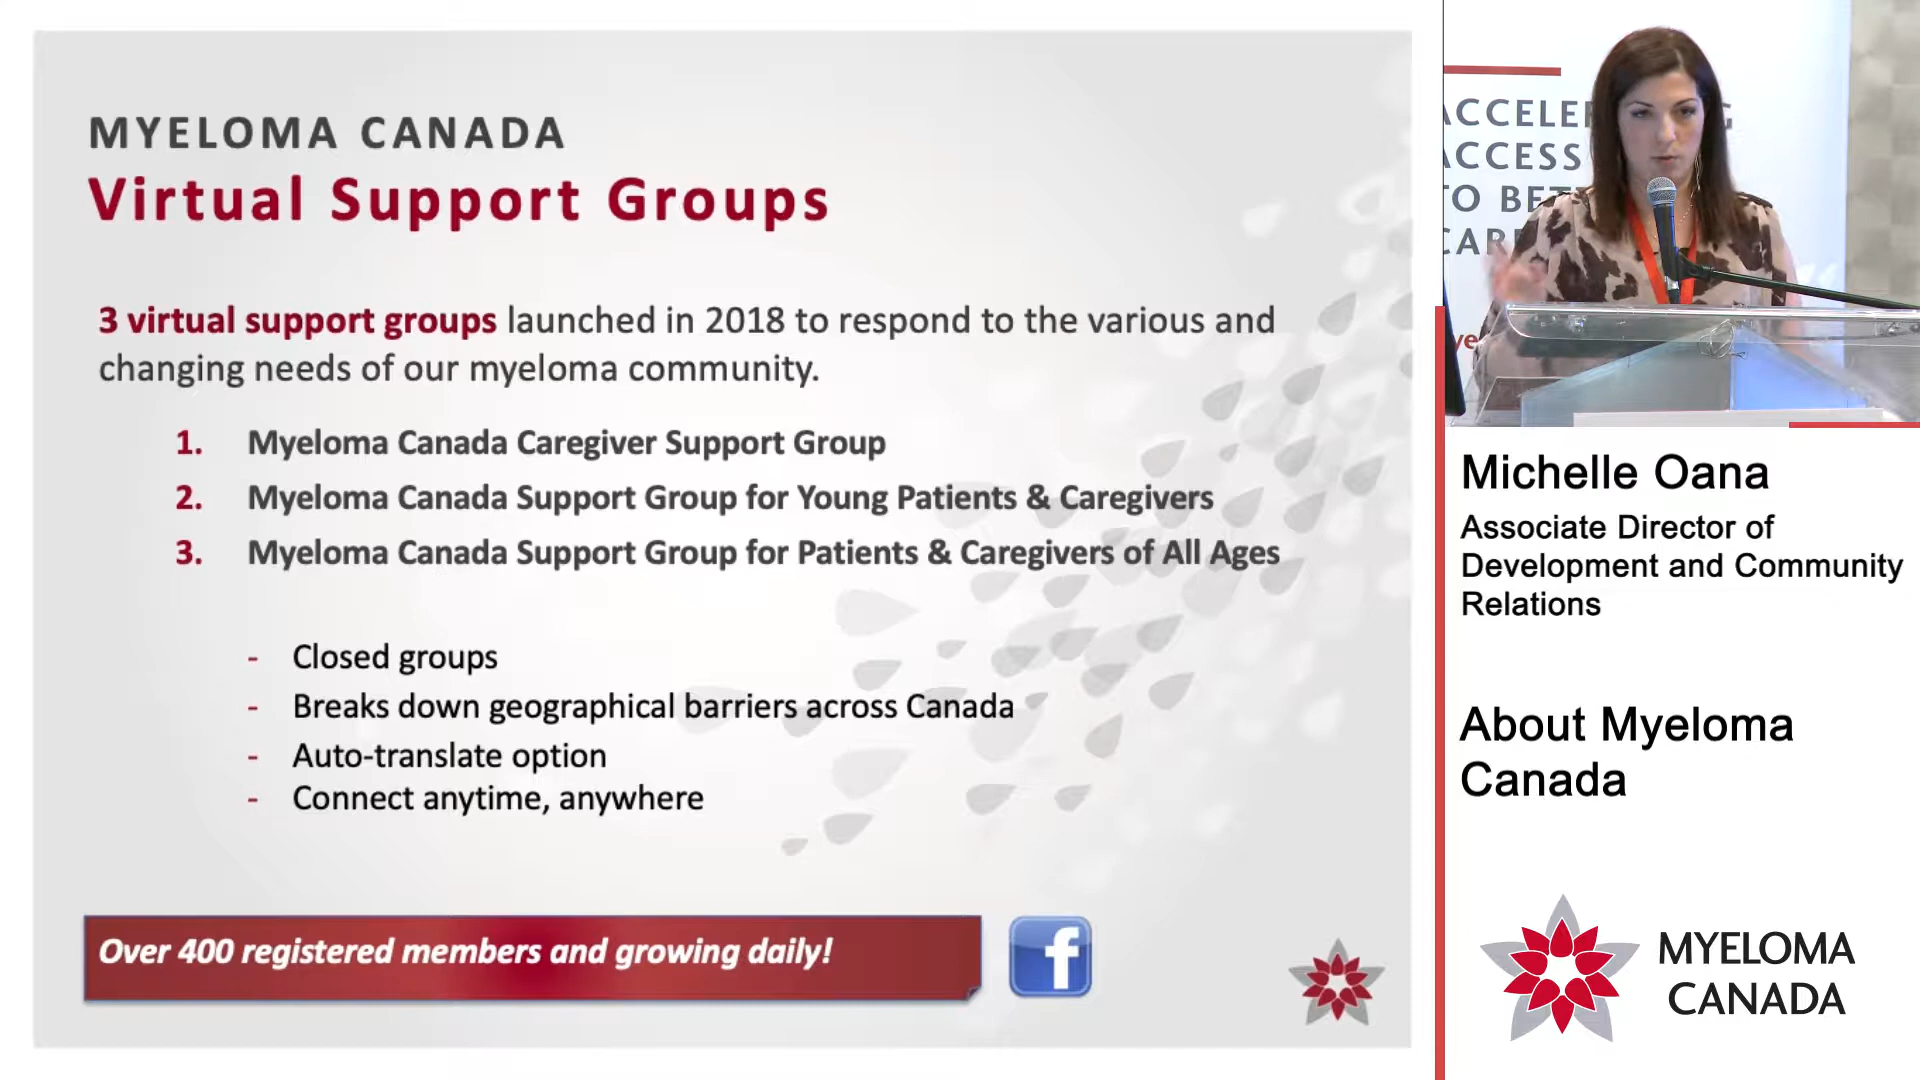 MYELOMA CANADA
Virtual Support Groups
3 virtual support groups launched in 2018 to respond to the various and
changing needs of our myeloma community.
1. Myeloma Canada Caregiver Support Group
2. Myeloma Canada Support Group for Young Patients & Caregivers
3. Myeloma Canada Support Group for Patients & Caregivers of All Ages
- Closed groups
- Breaks down geographical barriers across Canada
- Auto-translate option
- Connect anytime, anywhere
Over 400 registered members and growing daily!
f
ACCESS
TO
Michelle Oana
Associate Director of
Development and Community
Relations
About Myeloma
Canada
MYELOMA
CANADA